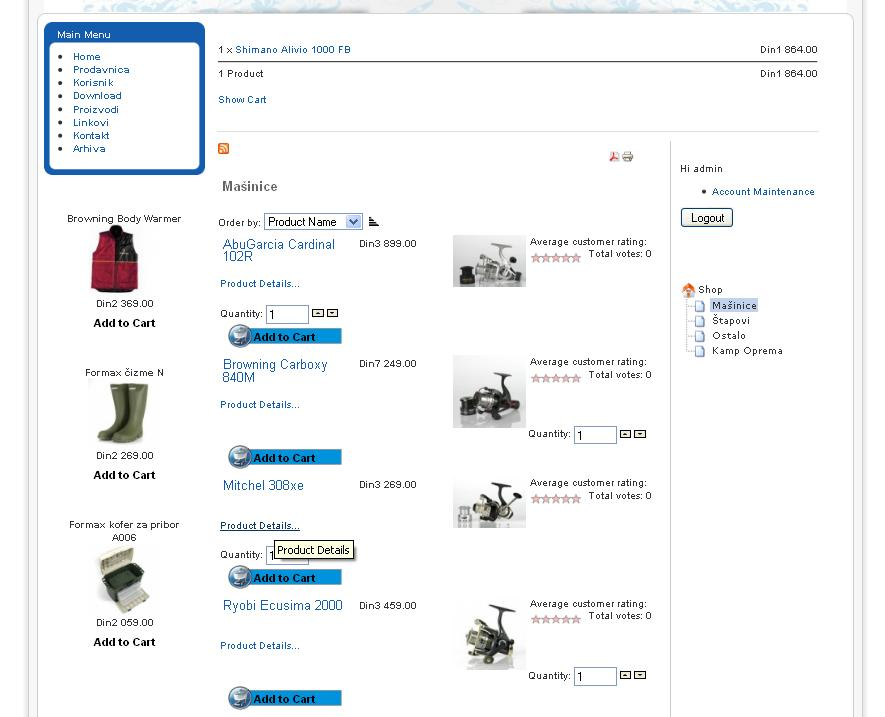 Main Menu
Home
Prodavnica
Korisnik
Download
Proizvodi
Linkovi
Kontakt
Arhiva
Browning Body Warmer
Din2 369.00
Add to Cart
Formax čizme N
Din2 269.00
Add to Cart
Formax kofer za pribor
A006
Din2 059.00
Add to Cart
1 x Shimano Alivio 1000 FB Din1 864.00
1 Product Din1 864.00
Show Cart
Mašinice
Order by: Product Name
AbuGarcia Cardinal
102R
Din3 899.00
Average customer rating:
Total votes: 0
Product Details...
Quantity: 1
Add to Cart
Browning Carboxy
840M
Din7 249.00
Average customer rating:
Total votes: 0
Product Details...
Quantity: 1
Add to Cart
Mitchel 308xe
Din3 269.00
Average customer rating:
Total votes: 0
Product Details...
Product Details
Quantity: 1
Add to Cart
Ryobi Ecusima 2000
Din3 459.00
Average customer rating:
Total votes: 0
Product Details...
Quantity: 1
Add to Cart
Hi admin
Account Maintenance
Logout
Shop
Mašinice
Štapovi
Ostalo
Kamp Oprema